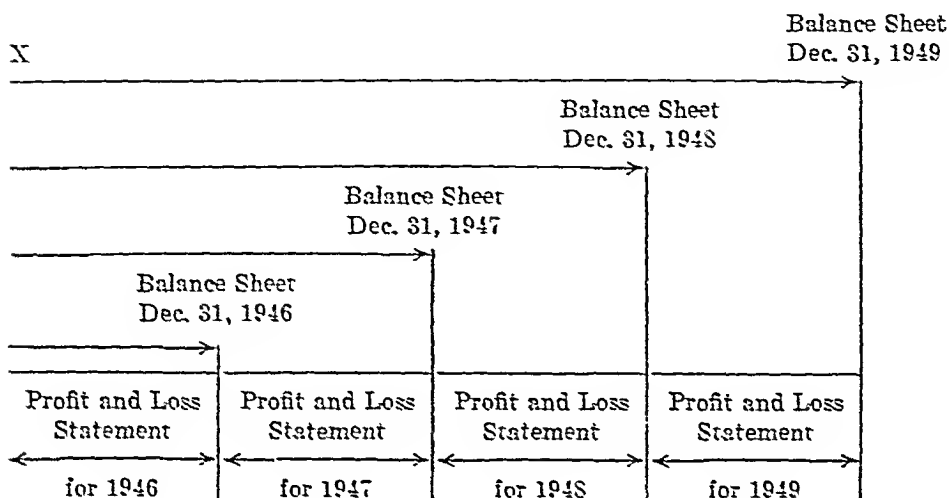 Balance Sheet
Dec. 31, 1949
X
Balance Sheet
Dec. 31, 1948
Balance Sheet
Dec. 31, 1947
Balance Sheet
Dec. 31, 1946
Profit and Loss
Statement
for 1946
Profit and Loss
Statement
for 1947
Profit and Loss
Statement
for 1948
Profit and Loss
Statement
for 1949